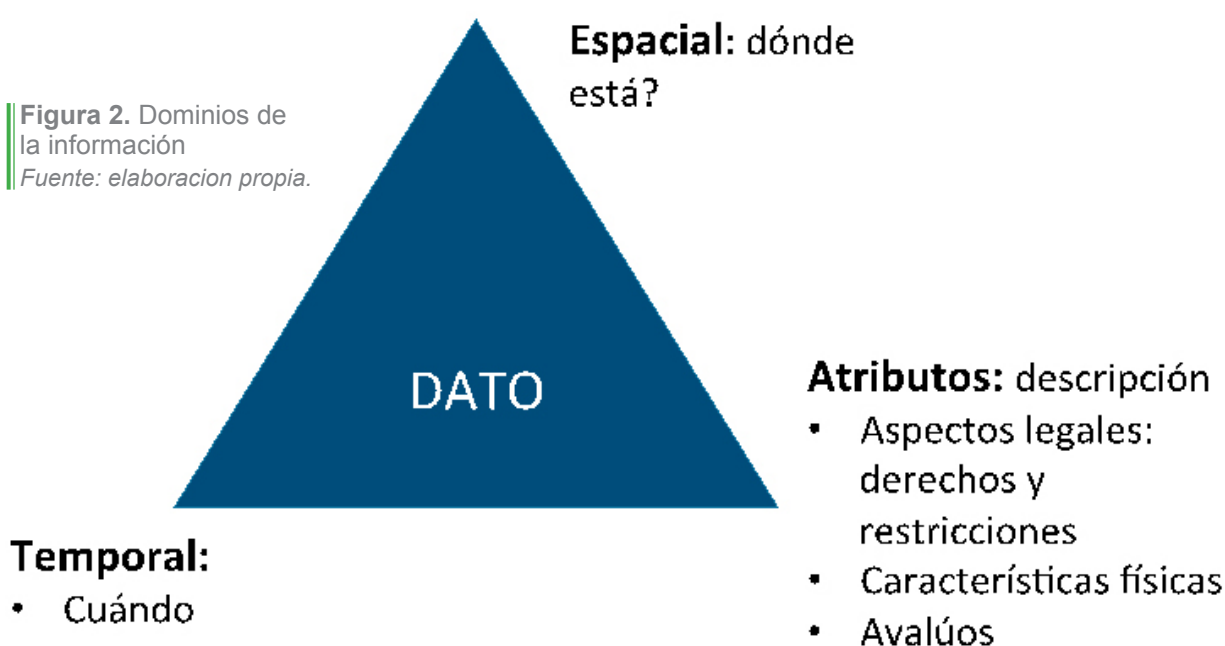 Espacial: dónde
está?
Figura 2. Dominios de
la información
Fuente: elaboracion propia.
DATO
Atributos: descripción
• Aspectos legales:
derechos y
restricciones
• Características físicas
• Avalúos
Temporal:
• Cuándo